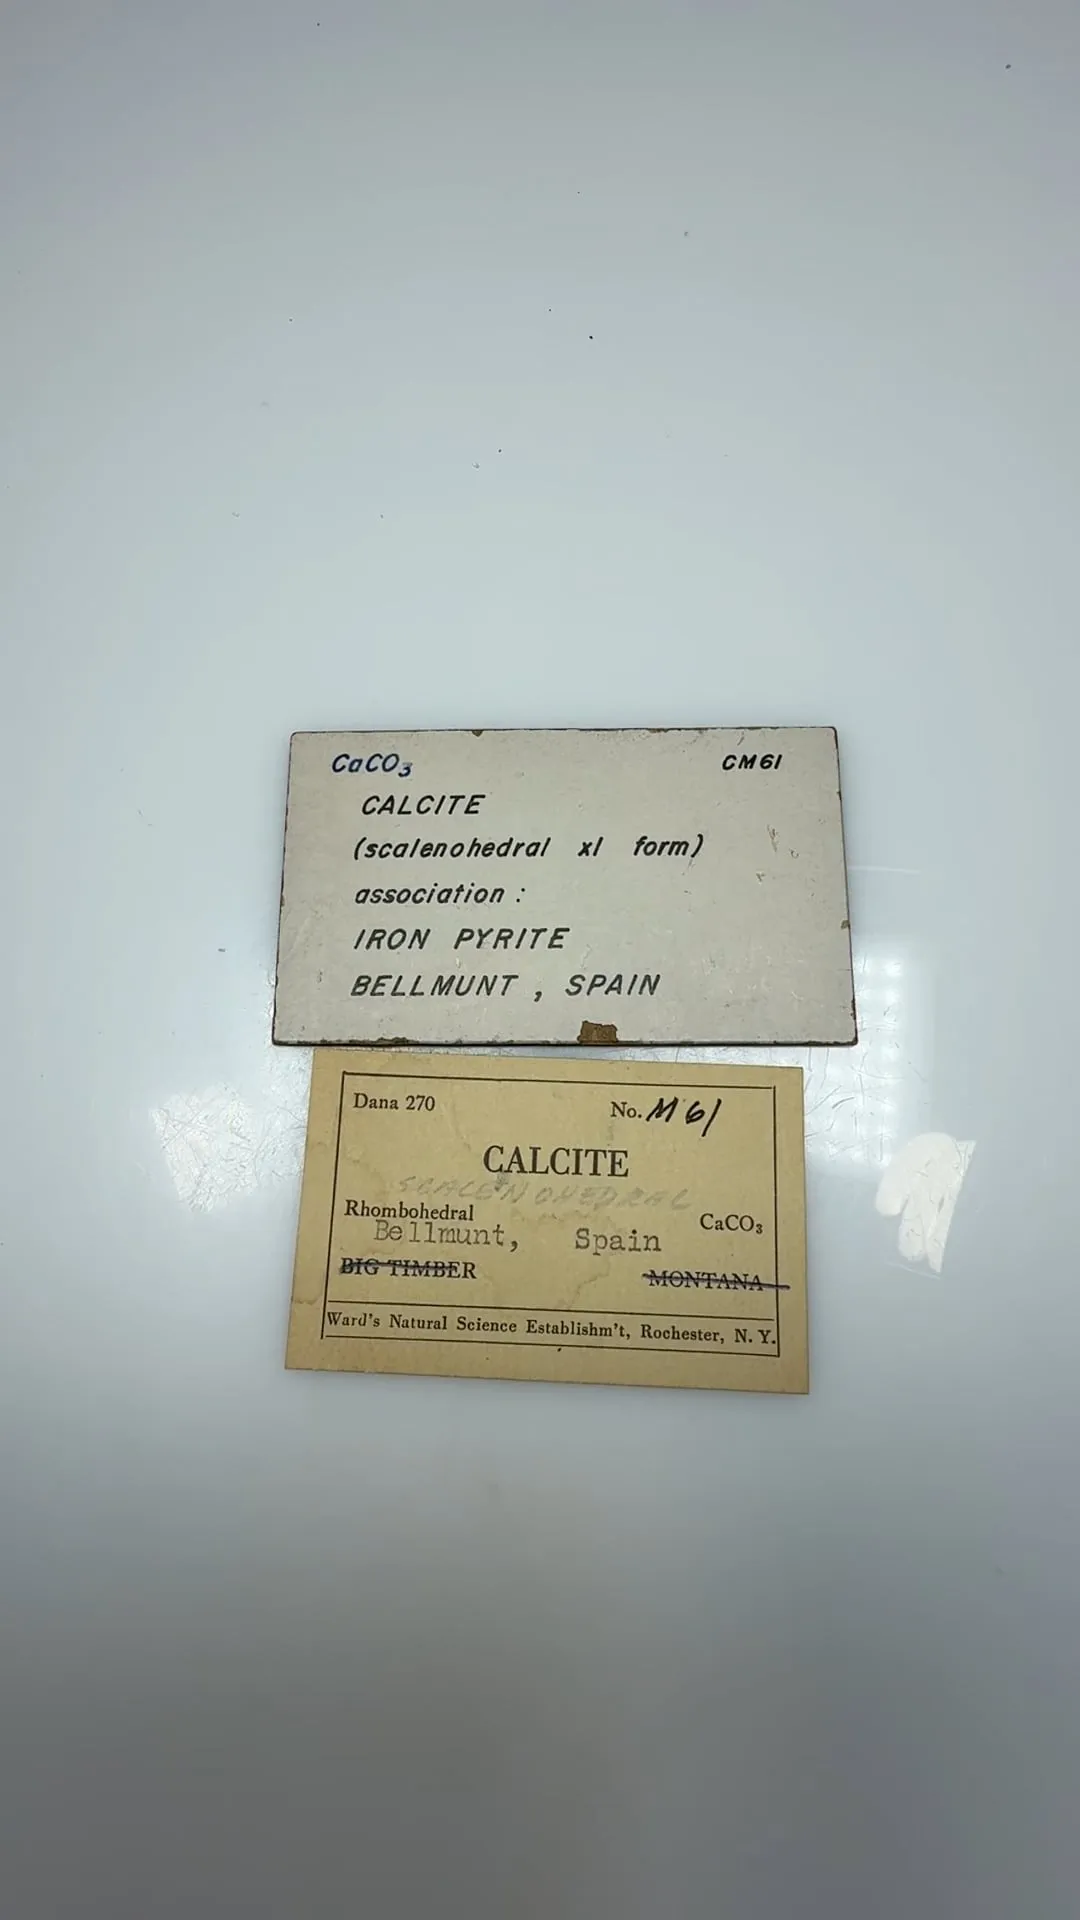 CaCO₃ CM61
CALCITE
(scalenohedral xl form)
association :
IRON PYRITE
BELLMUNT , SPAIN
Dana 270 No. M61
CALCITE
SCALENOHEDRAL
Rhombohedral CaCO₃
Bellmunt, Spain
BIG TIMBER MONTANA
Ward's Natural Science Establishm't, Rochester, N. Y.